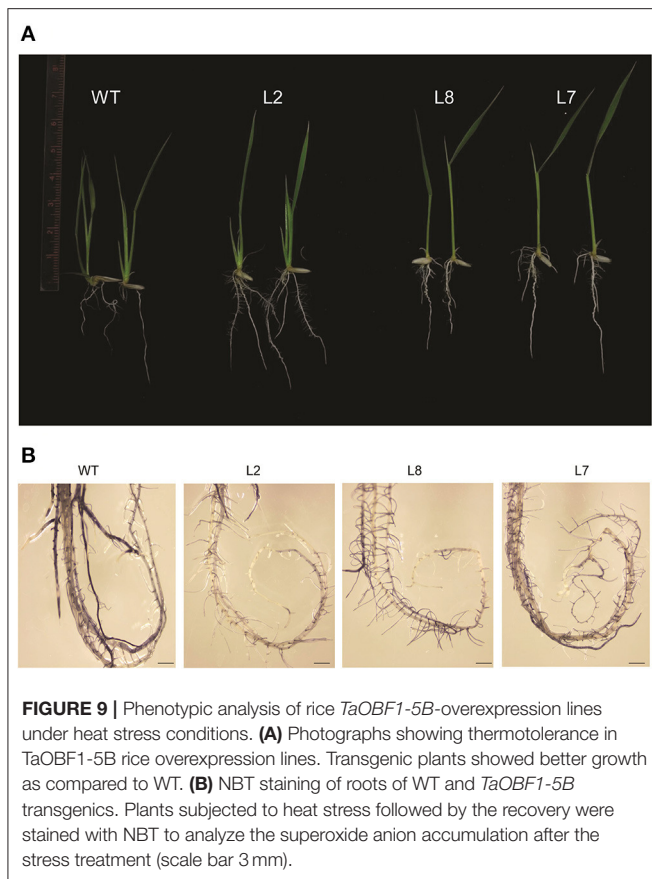 A
WT L2 L8 L7
B
WT L2 L8 L7
FIGURE 9 | Phenotypic analysis of rice TaOBF1-5B-overexpression lines
under heat stress conditions. (A) Photographs showing thermotolerance in
TaOBF1-5B rice overexpression lines. Transgenic plants showed better growth
as compared to WT. (B) NBT staining of roots of WT and TaOBF1-5B
transgenics. Plants subjected to heat stress followed by the recovery were
stained with NBT to analyze the superoxide anion accumulation after the
stress treatment (scale bar 3 mm).